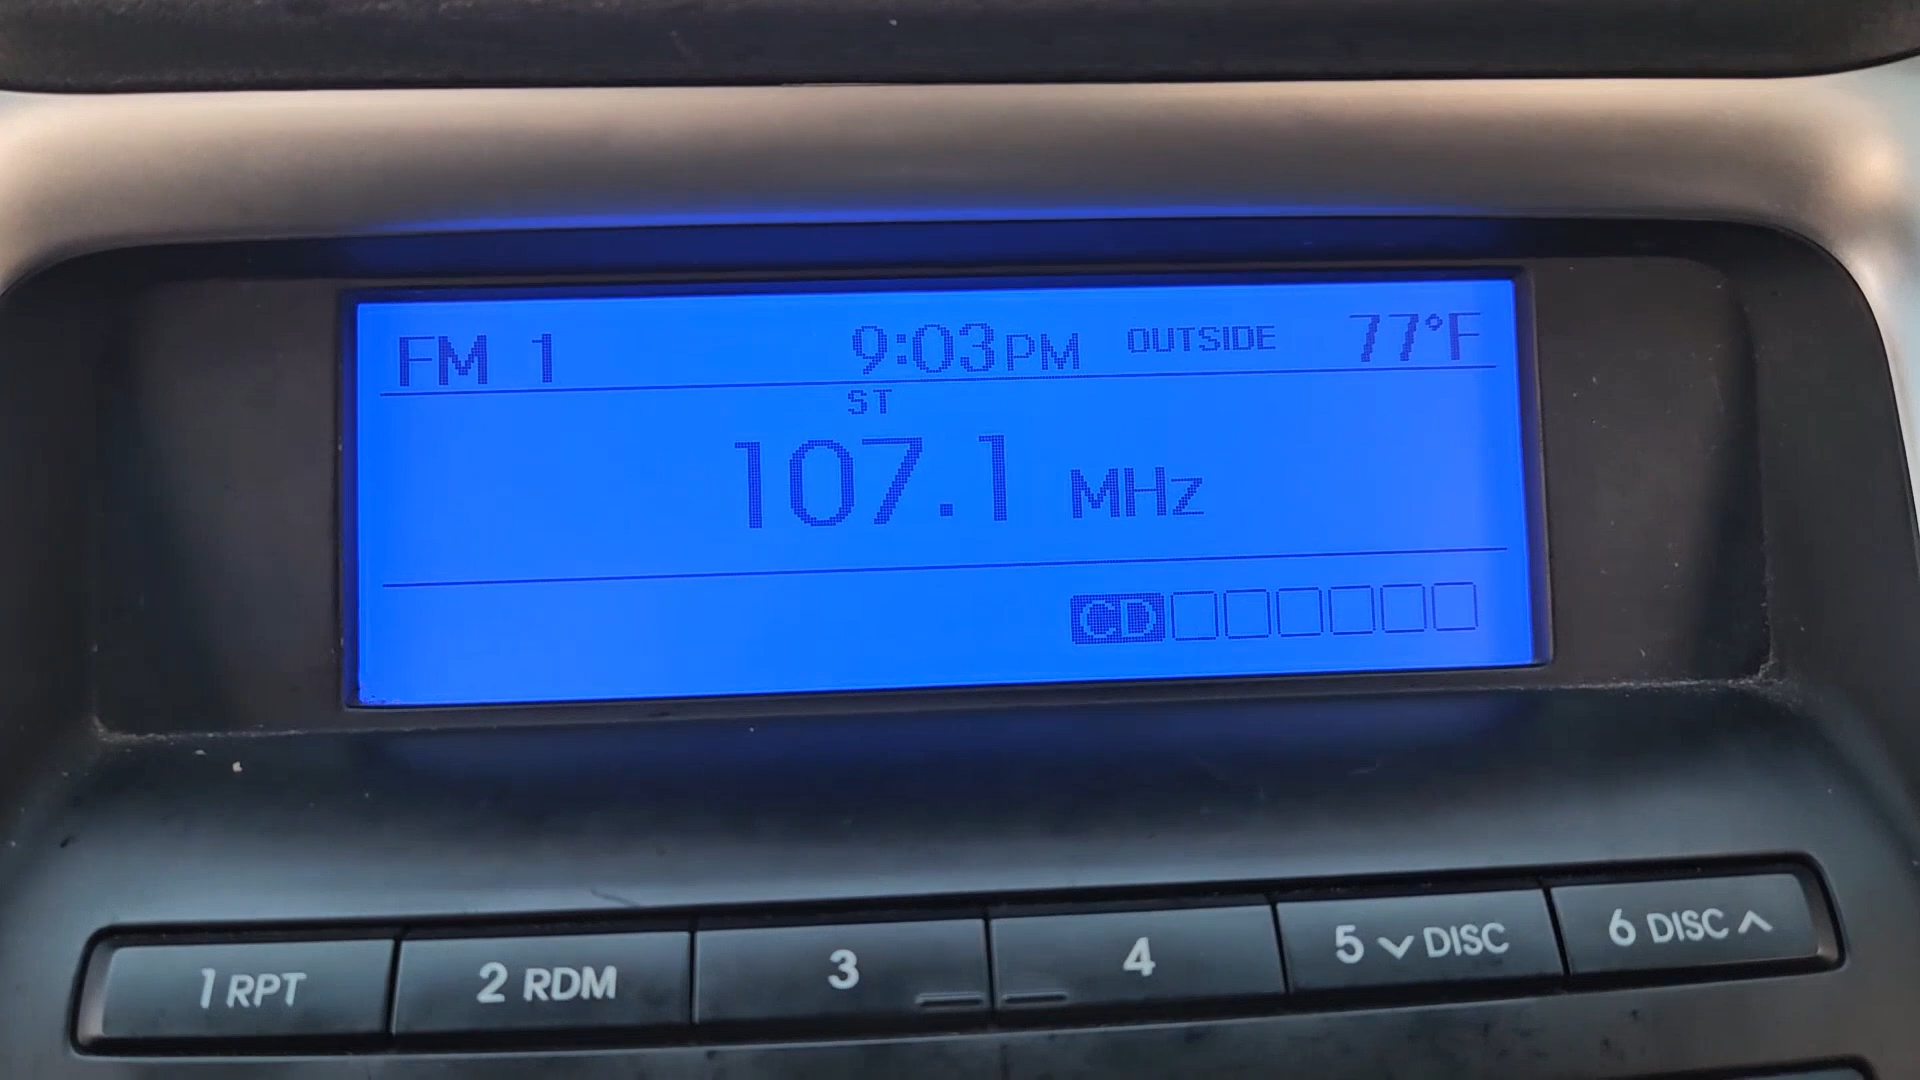 FM 1 9:03PM OUTSIDE 77°F
ST
107.1 MHz
CD
1 RPT 2 RDM 3 4 5 DISC 6 DISC